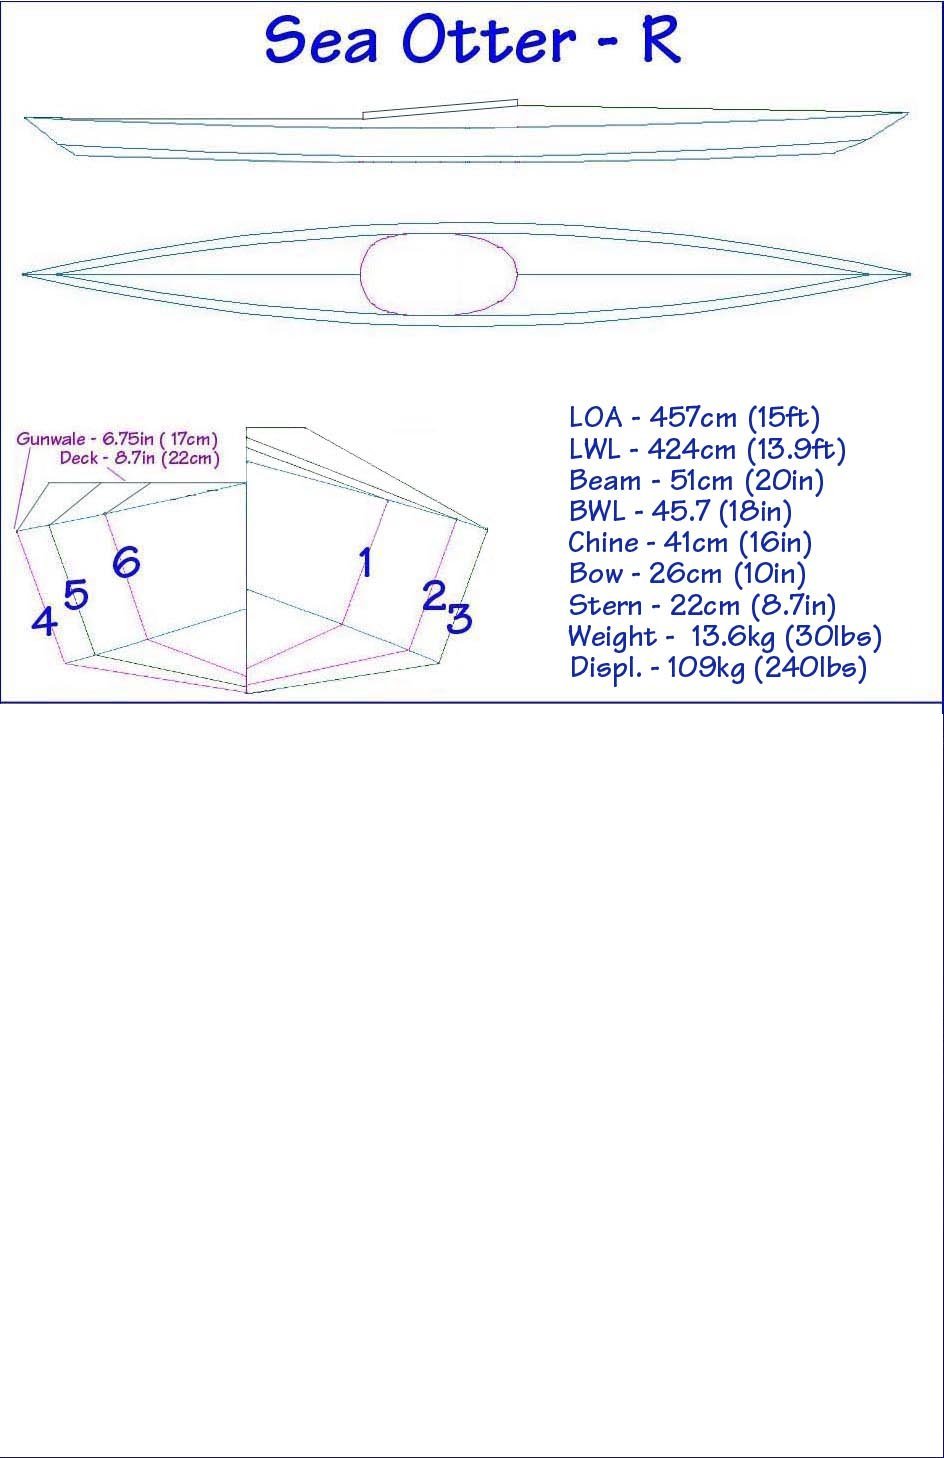 Sea Otter - R
LOA - 457cm (15ft)
LWL - 424cm (13.9ft)
Gunwale - 6.75in ( 17cm)
Deck - 8.7in (22cm)
Beam - 51cm (20in)
BWL - 45.7 (18in)
Chine - 41cm (16in)
Bow - 26cm (10in)
Stern - 22cm (8.7in)
Weight - 13.6kg (30lbs)
Displ. - 109kg (240lbs)
6
1
5
2
4
3